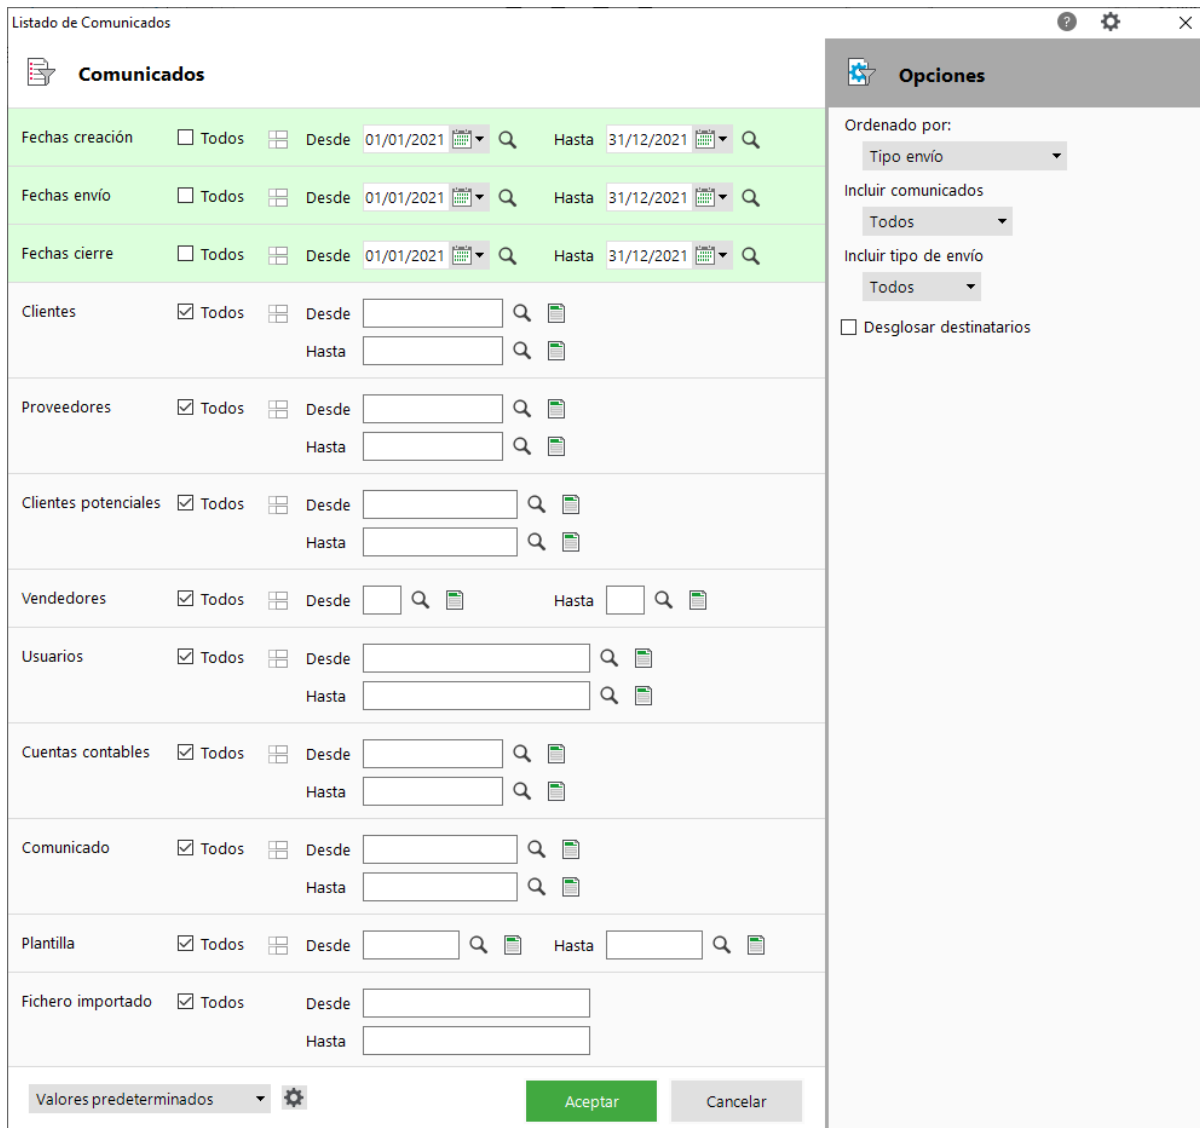 Listado de Comunicados
Comunicados
Fechas creación Todos Desde 01/01/2021 Hasta 31/12/2021
Fechas envío Todos Desde 01/01/2021 Hasta 31/12/2021
Fechas cierre Todos Desde 01/01/2021 Hasta 31/12/2021
Clientes Todos Desde
Hasta
Proveedores Todos Desde
Hasta
Clientes potenciales Todos Desde
Hasta
Vendedores Todos Desde Hasta
Usuarios Todos Desde
Hasta
Cuentas contables Todos Desde
Hasta
Comunicado Todos Desde
Hasta
Plantilla Todos Desde Hasta
Fichero importado Todos Desde
Hasta
Valores predeterminados Aceptar Cancelar
Opciones
Ordenado por:
Tipo envío
Incluir comunicados
Todos
Incluir tipo de envío
Todos
Desglosar destinatarios